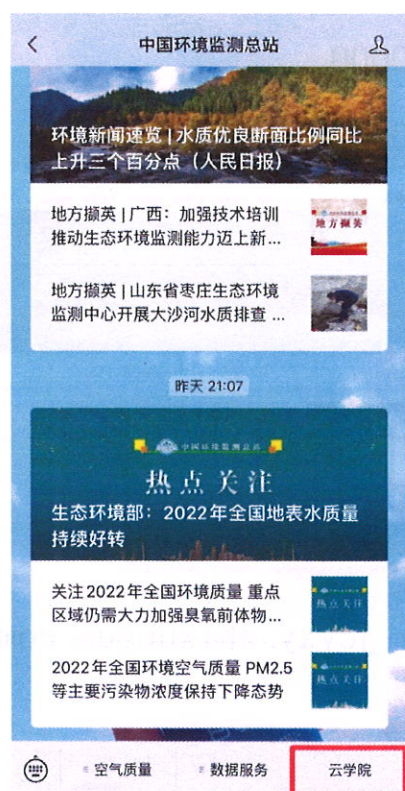 中国环境监测总站
环境新闻速览 | 水质优良断面比例同比
上升三个百分点（人民日报）
地方撷英 | 广西：加强技术培训
推动生态环境监测能力迈上新...
地方撷英
地方撷英 | 山东省枣庄生态环境
监测中心开展大沙河水质排查 ...
昨天 21:07
中国环境监测总站
热点关注
生态环境部：2022年全国地表水质量
持续好转
关注2022年全国环境质量 重点
区域仍需大力加强臭氧前体物...
热点关注
2022年全国环境空气质量 PM2.5
等主要污染物浓度保持下降态势
热点关注
空气质量
数据服务
云学院